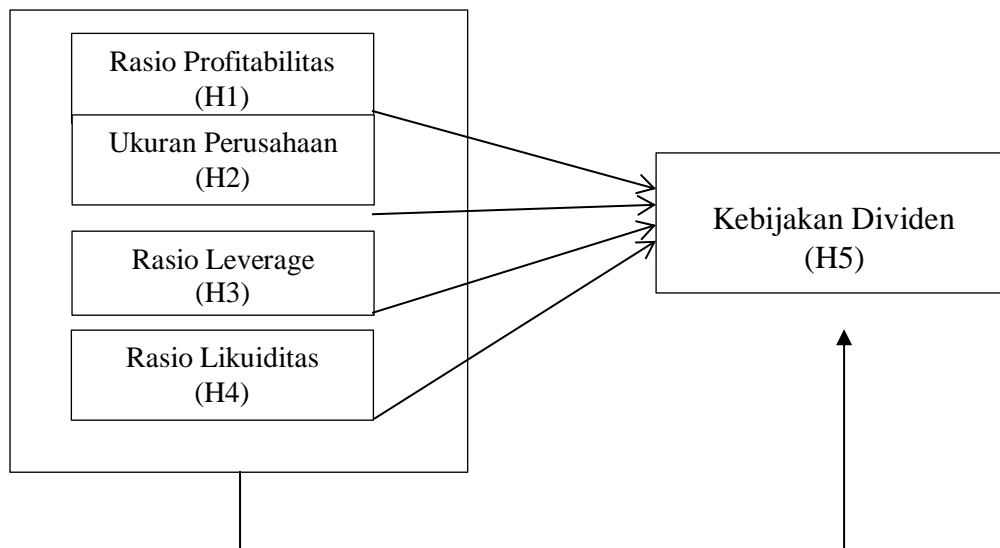 Rasio Profitabilitas
(H1)
Ukuran Perusahaan
(H2)
Rasio Leverage
(H3)
Rasio Likuiditas
(H4)
Kebijakan Dividen
(H5)